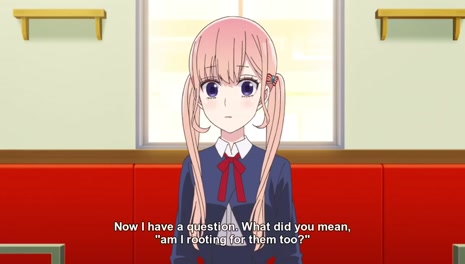 Now I have a question. What did you mean,
"am I rooting for them too?"